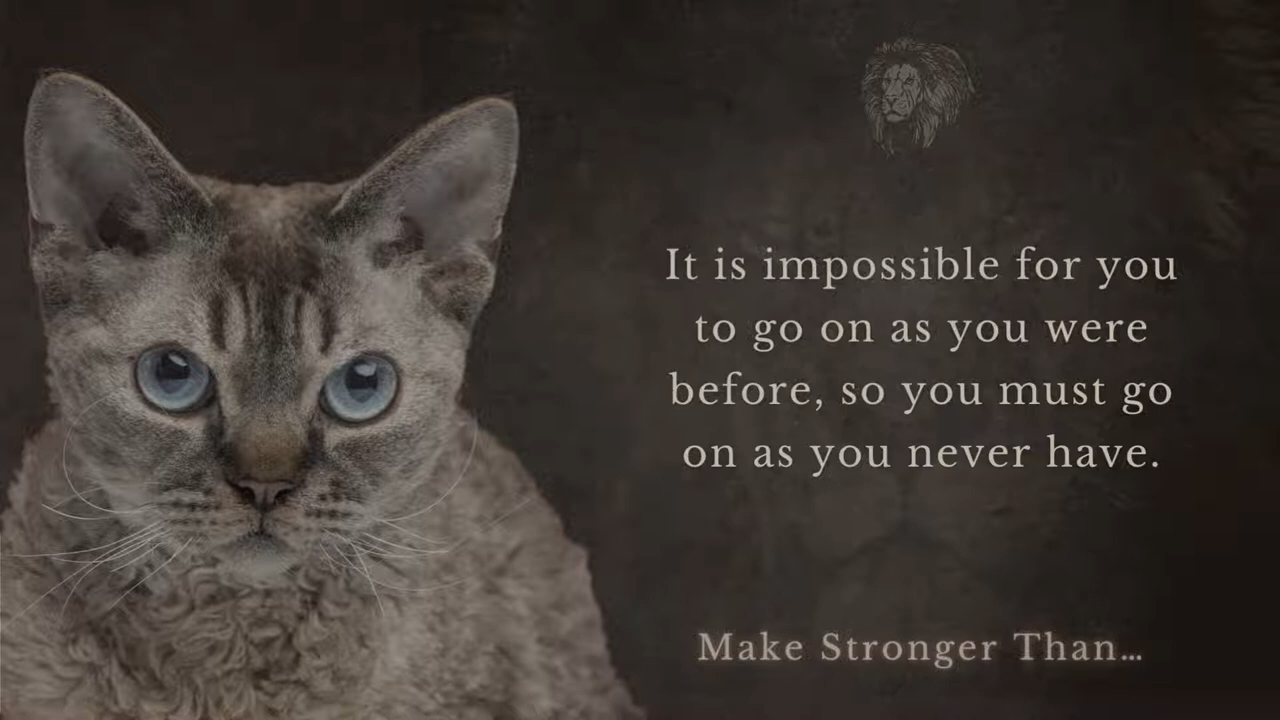 It is impossible for you
to go on as you were
before, so you must go
on as you never have.
Make Stronger Than…